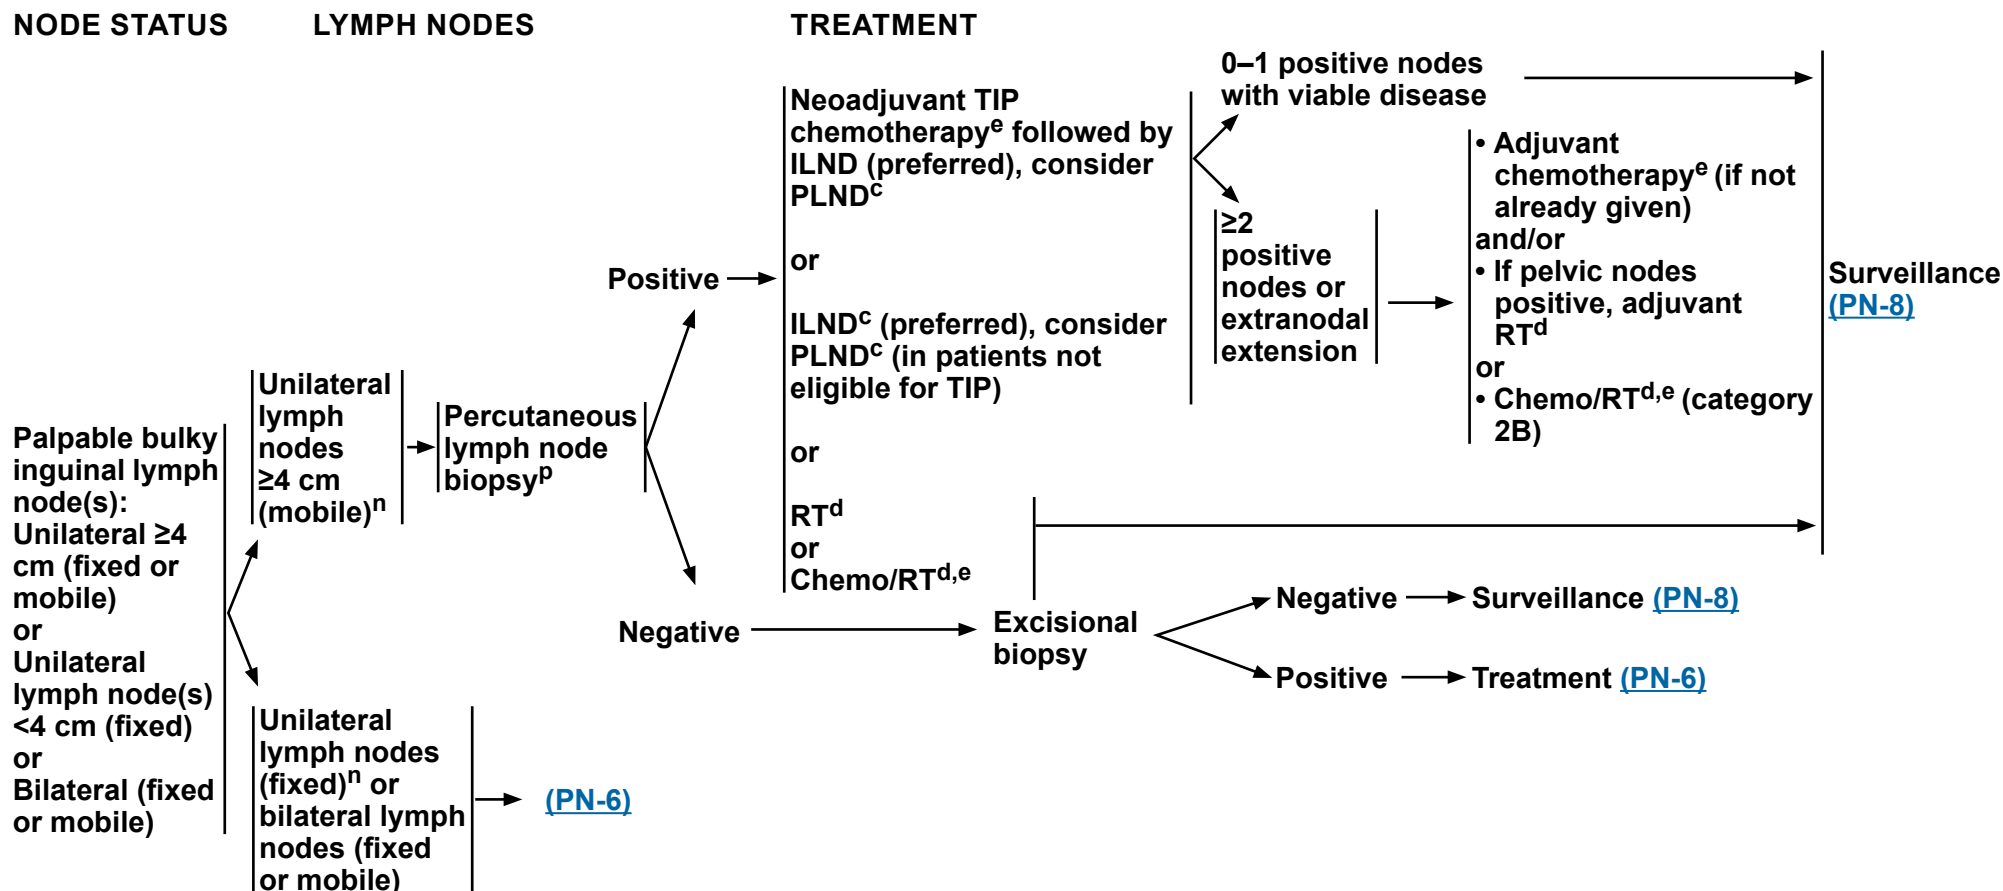 NODE STATUS
LYMPH NODES
TREATMENT
Palpable bulky
inguinal lymph
node(s):
Unilateral ≥4
cm (fixed or
mobile)
or
Unilateral
lymph node(s)
<4 cm (fixed)
or
Bilateral (fixed
or mobile)
Unilateral
lymph
nodes
≥4 cm
(mobile)n
Percutaneous
lymph node
biopsyp
Positive
Neoadjuvant TIP
chemotherapye followed by
ILND (preferred), consider
PLNDc
or
ILNDc (preferred), consider
PLNDc (in patients not
eligible for TIP)
or
RTd
or
Chemo/RTd,e
0–1 positive nodes
with viable disease
≥2
positive
nodes or
extranodal
extension
• Adjuvant
chemotherapye (if not
already given)
and/or
• If pelvic nodes
positive, adjuvant
RTd
or
• Chemo/RTd,e (category
2B)
Surveillance
(PN-8)
Negative
Excisional
biopsy
Negative
Surveillance (PN-8)
Positive
Treatment (PN-6)
Unilateral
lymph nodes
(fixed)n or
bilateral lymph
nodes (fixed
or mobile)
(PN-6)